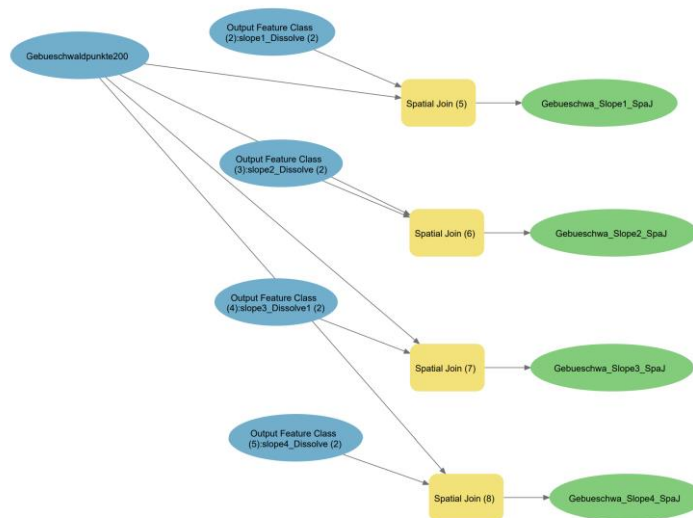 Output Feature Class
(2):slope1_Dissolve (2)
Gebueschwaldpunkte200
Spatial Join (5)
Gebueschwa_Slope1_SpaJ
Output Feature Class
(3):slope2_Dissolve (2)
Spatial Join (6)
Gebueschwa_Slope2_SpaJ
Output Feature Class
(4):slope3_Dissolve1 (2)
Spatial Join (7)
Gebueschwa_Slope3_SpaJ
Output Feature Class
(5):slope4_Dissolve (2)
Spatial Join (8)
Gebueschwa_Slope4_SpaJ